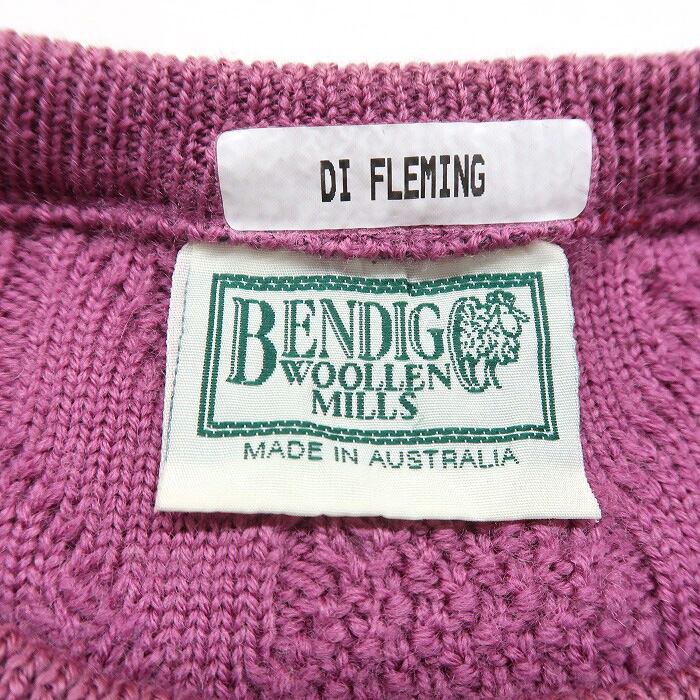 DI FLEMING
BENDIGO
WOOLLEN
MILLS
MADE IN AUSTRALIA